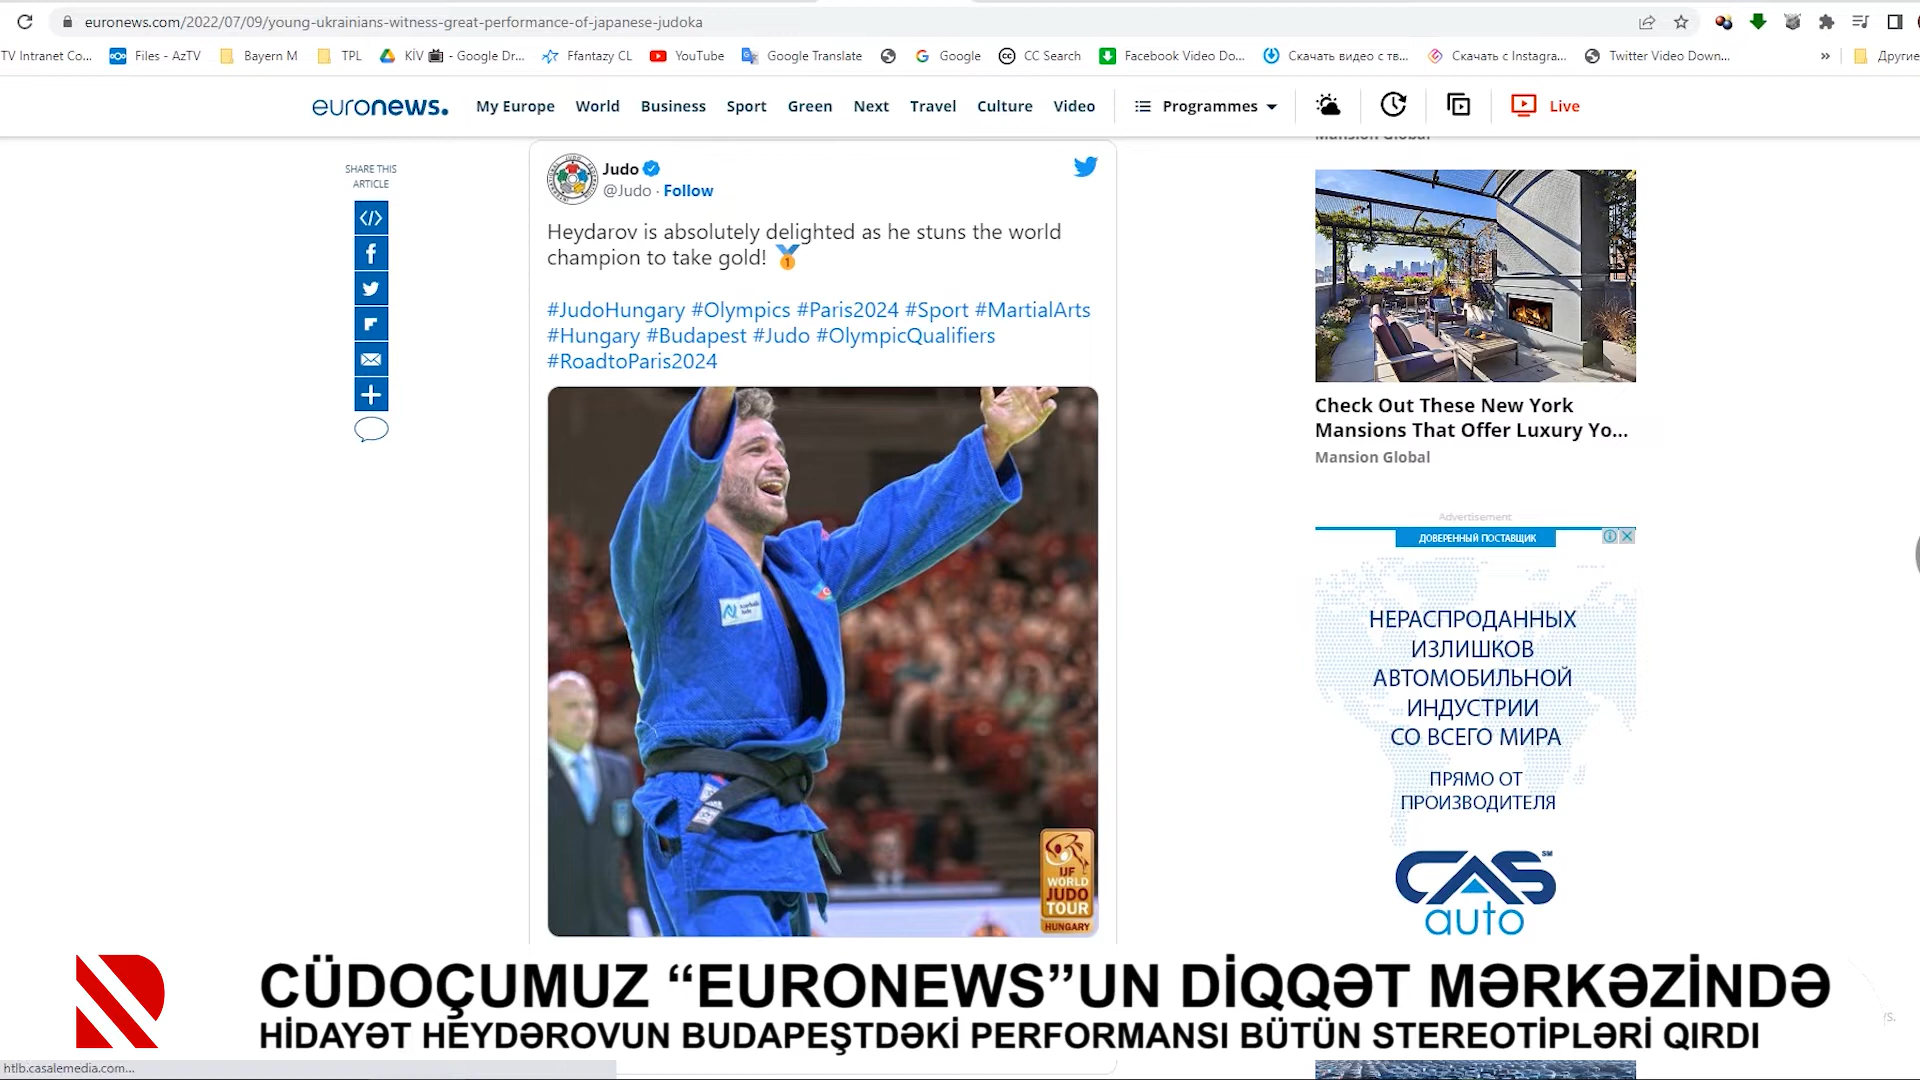 euronews.com/2022/07/09/young-ukrainians-witness-great-performance-of-japanese-judoka
TV Intranet Co... Files - AzTV Bayern M TPL KİV - Google Dr... Ffantazy CL YouTube Google Translate Google CC Search Facebook Video Do... Скачать видео с тв... Скачать с Instagra... Twitter Video Down... » Другие
euronews. My Europe World Business Sport Green Next Travel Culture Video Programmes Live
Mansion Global
SHARE THIS
ARTICLE
Judo
@Judo · Follow
Heydarov is absolutely delighted as he stuns the world
champion to take gold! 🥇
#JudoHungary #Olympics #Paris2024 #Sport #MartialArts
#Hungary #Budapest #Judo #OlympicQualifiers
#RoadtoParis2024
IJF
WORLD
JUDO
TOUR
HUNGARY
Check Out These New York
Mansions That Offer Luxury Yo...
Mansion Global
Advertisement
ДОВЕРЕННЫЙ ПОСТАВЩИК
НЕРАСПРОДАННЫХ
ИЗЛИШКОВ
АВТОМОБИЛЬНОЙ
ИНДУСТРИИ
СО ВСЕГО МИРА
ПРЯМО ОТ
ПРОИЗВОДИТЕЛЯ
CAS SM
auto
CÜDOÇUMUZ “EURONEWS”UN DİQQƏT MƏRKƏZİNDƏ
HİDAYƏT HEYDƏROVUN BUDAPEŞTDƏKİ PERFORMANSI BÜTÜN STEREOTİPLƏRİ QIRDI
htlb.casalemedia.com...